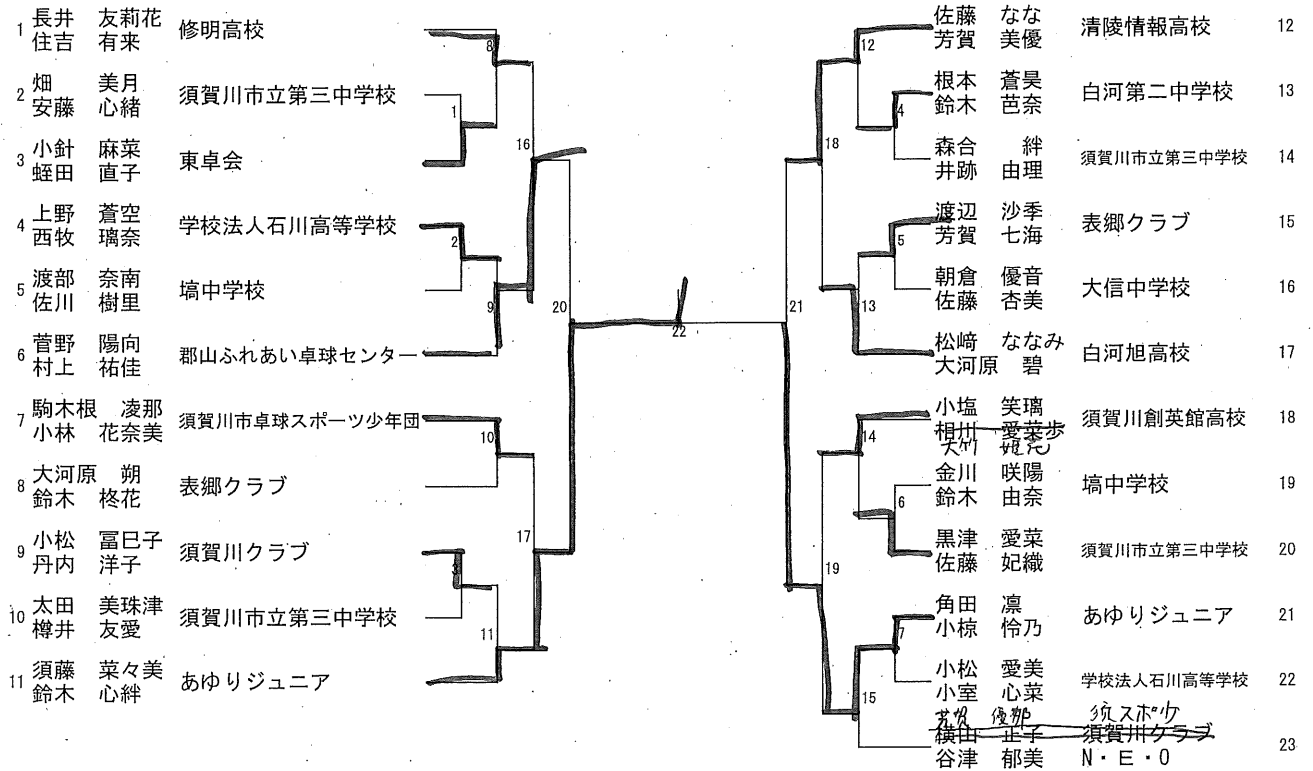 1 長井 友莉花 修明高校
住吉 有来
2 畑 美月 須賀川市立第三中学校
安藤 心緒
3 小針 麻菜 東卓会
蛭田 直子
4 上野 蒼空 学校法人石川高等学校
西牧 璃奈
5 渡部 奈南 塙中学校
佐川 樹里
6 菅野 陽向 郡山ふれあい卓球センター
村上 祐佳
7 駒木根 凌那 須賀川市卓球スポーツ少年団
小林 花奈美
8 大河原 朔 表郷クラブ
鈴木 柊花
9 小松 冨巳子 須賀川クラブ
丹内 洋子
10 太田 美珠津 須賀川市立第三中学校
樽井 友愛
11 須藤 菜々美 あゆりジュニア
鈴木 心絆
8
1
16
2
9
20
10
17
3
11
22
12
4
18
5
13
21
14
6
19
7
15
佐藤 なな 清陵情報高校 12
芳賀 美優
根本 蒼昊 白河第二中学校 13
鈴木 芭奈
森合 絆 須賀川市立第三中学校 14
井跡 由理
渡辺 沙季 表郷クラブ 15
芳賀 七海
朝倉 優音 大信中学校 16
佐藤 杏美
松﨑 ななみ 白河旭高校 17
大河原 碧
小塩 笑璃 須賀川創英館高校 18
相川 愛菜歩
大竹
金川 咲陽 塙中学校 19
鈴木 由奈
黒津 愛菜 須賀川市立第三中学校 20
佐藤 妃織
角田 凛 あゆりジュニア 21
小椋 怜乃
小松 愛美 学校法人石川高等学校 22
小室 心菜
芳賀 優那 須スポ少
横山 正子 須賀川クラブ 23
谷津 郁美 N・E・O